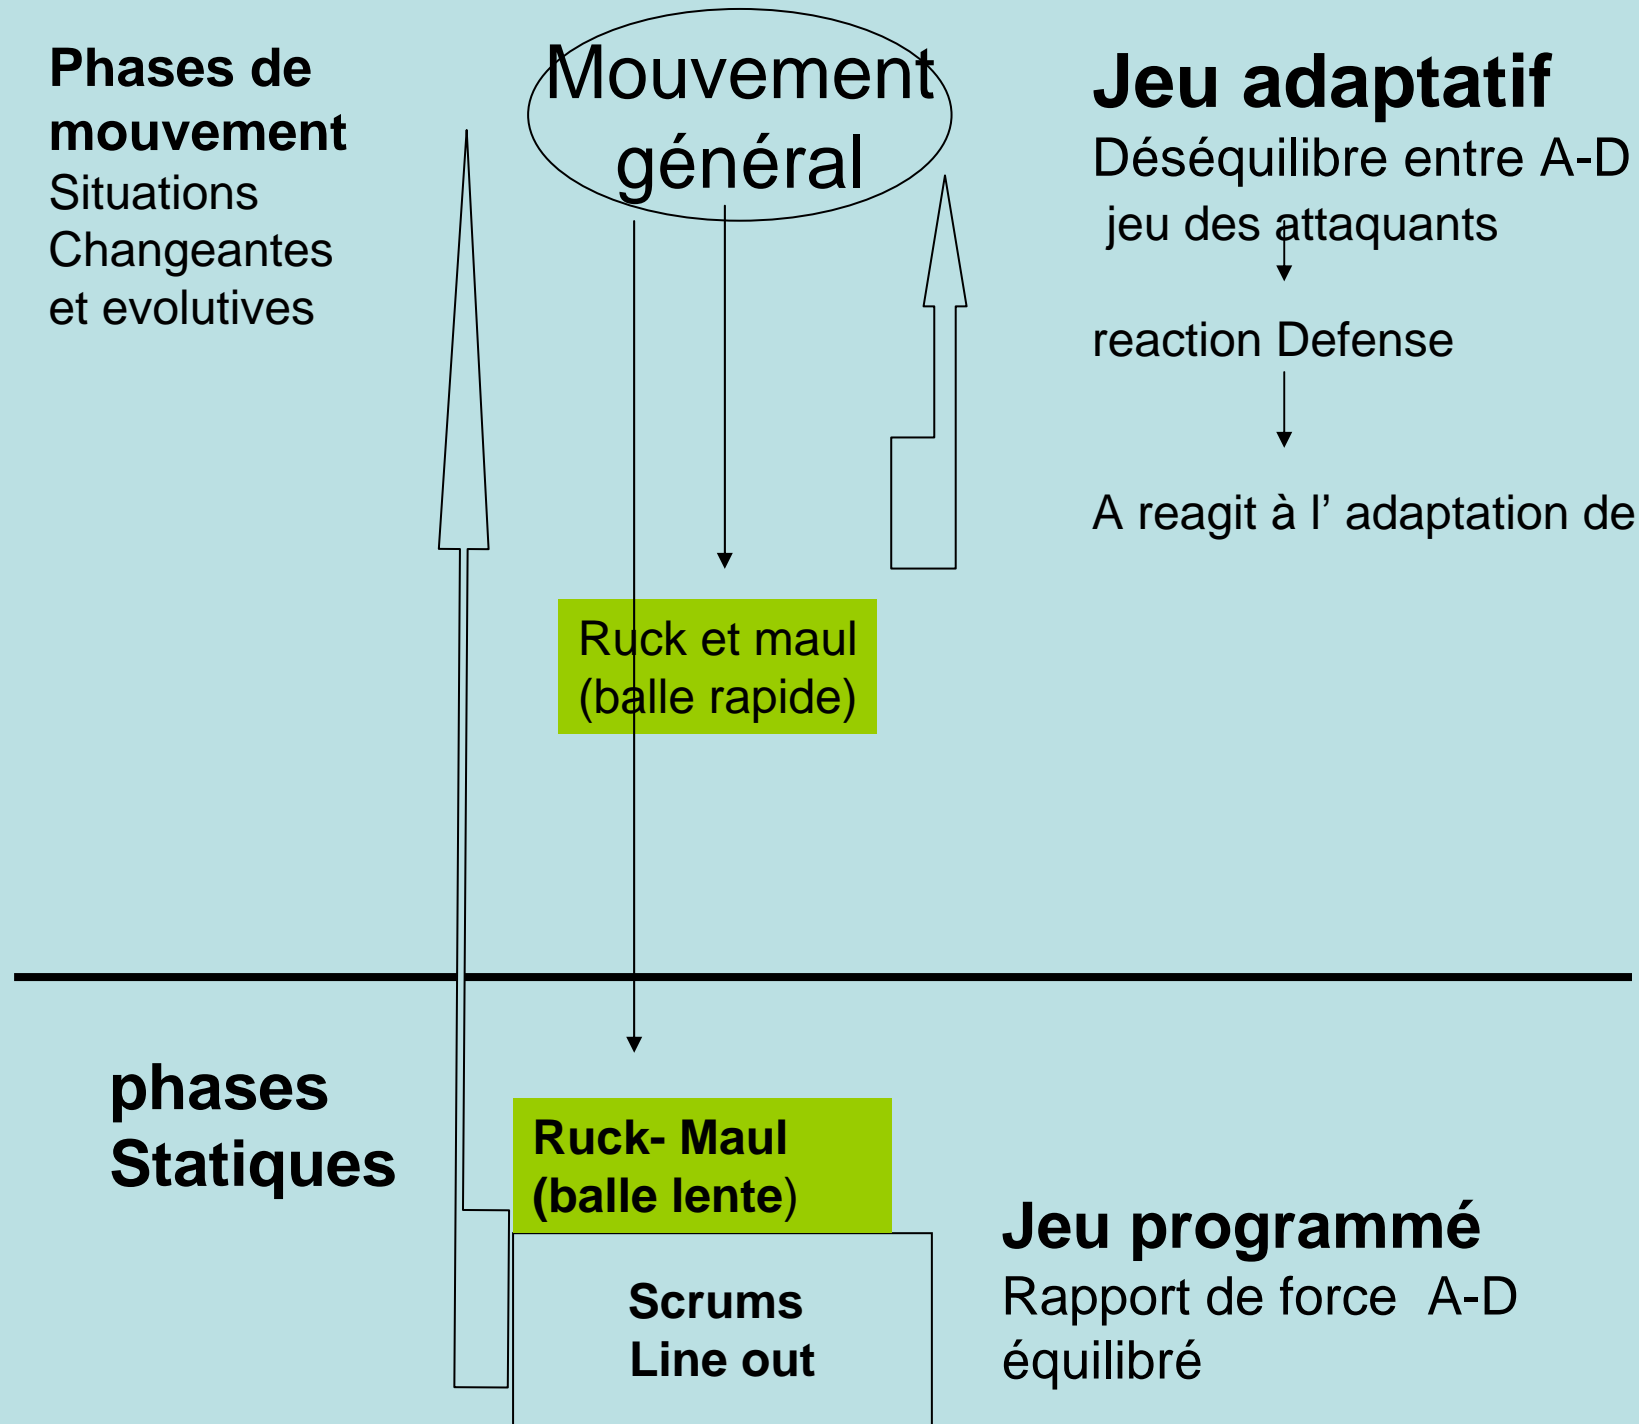 Phases de
mouvement
Situations
Changeantes
et evolutives
Mouvement
général
Jeu adaptatif
Déséquilibre entre A-D
jeu des attaquants
reaction Defense
A reagit à l’ adaptation de
Ruck et maul
(balle rapide)
phases
Statiques
Ruck- Maul
(balle lente)
Scrums
Line out
Jeu programmé
Rapport de force A-D
équilibré